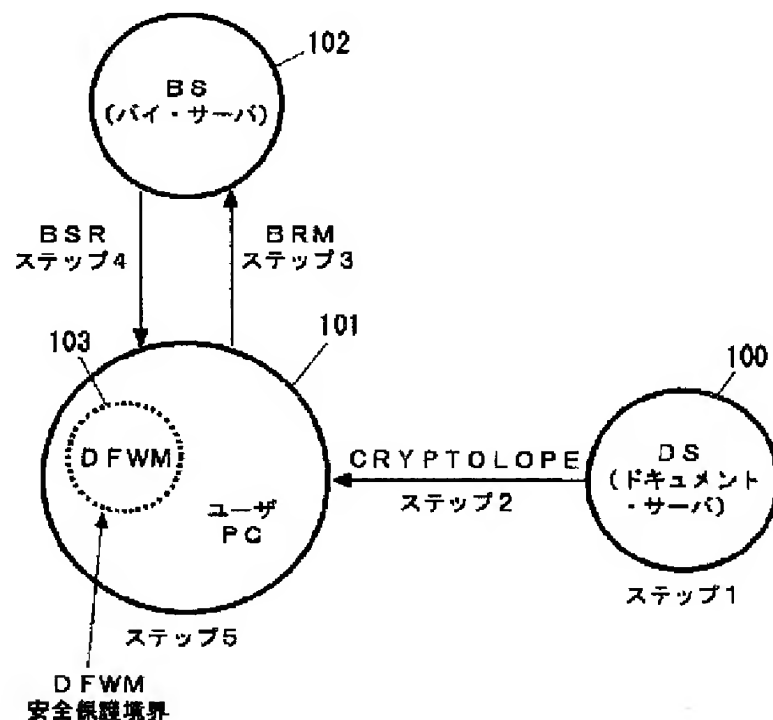 102
BS
(バイ・サーバ)
BSR
ステップ4
BRM
ステップ3
103
101
100
DFWM
ユーザ
PC
CRYPTOLOPE
ステップ2
DS
(ドキュメント
・サーバ)
ステップ1
ステップ5
DFWM
安全保護境界